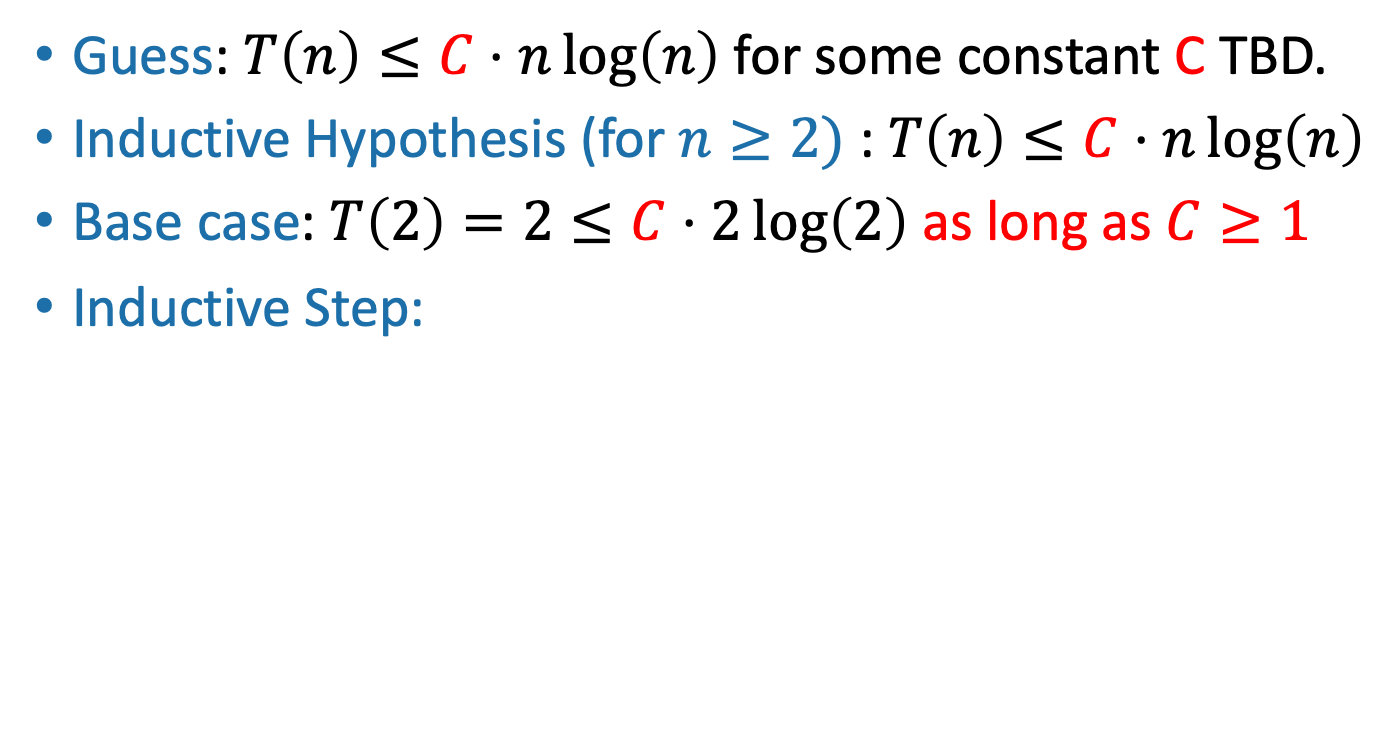 • Guess: T(n) ≤ C · n log(n) for some constant C TBD.
• Inductive Hypothesis (for n ≥ 2) : T(n) ≤ C · n log(n)
• Base case: T(2) = 2 ≤ C · 2 log(2) as long as C ≥ 1
• Inductive Step: